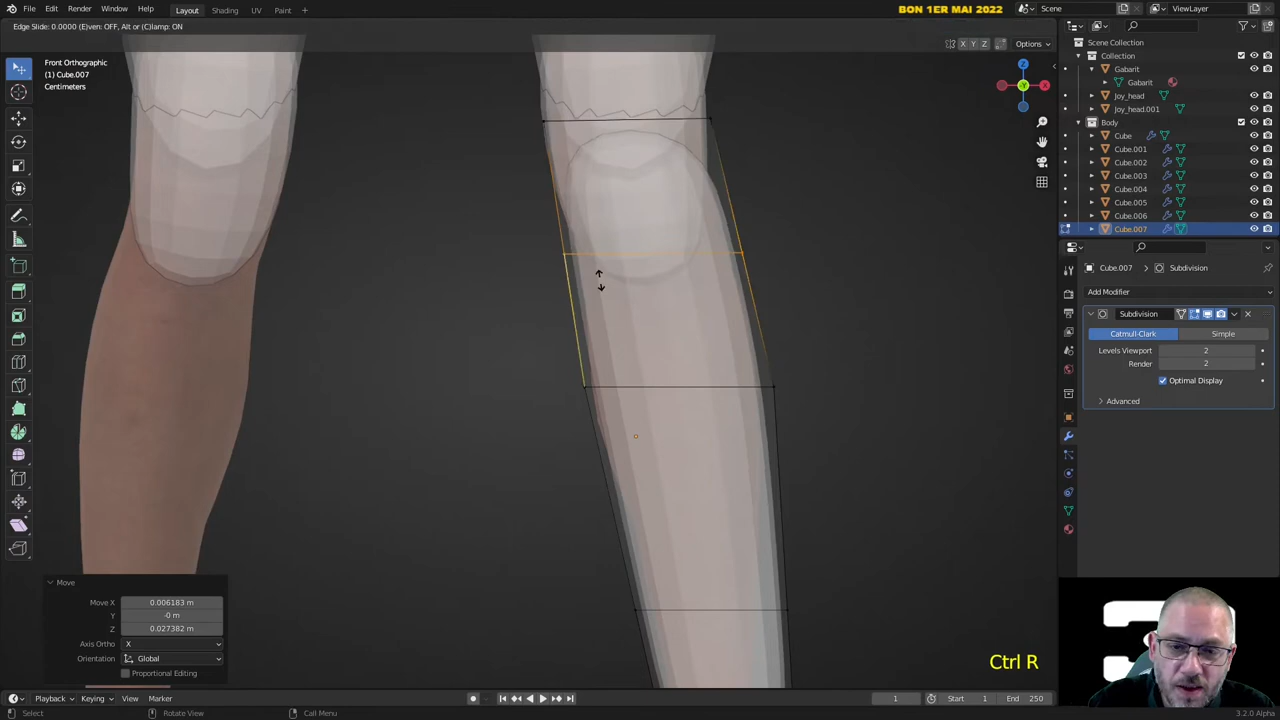 File Edit Render Window Help
Layout Shading UV Paint
BON 1ER MAI 2022
Scene
ViewLayer
Edge Slide: 0.0000 (E)ven: OFF, Alt or (C)lamp: ON
X Y Z Options
Front Orthographic
(1) Cube.007
Centimeters
Z
Y
X
Scene Collection
Collection
Gabarit
Gabarit
Joy_head
Joy_head.001
Body
Cube
Cube.001
Cube.002
Cube.003
Cube.004
Cube.005
Cube.006
Cube.007
Cube.007 > Subdivision
Add Modifier
Subdivision
Catmull-Clark Simple
Levels Viewport 2
Render 2
Optimal Display
Advanced
Move
Move X 0.006183 m
Y -0 m
Z 0.027382 m
Axis Ortho X
Orientation Global
Proportional Editing
Ctrl R
Playback Keying View Marker
1 Start 1 End 250
Select Rotate View Call Menu
3.2.0 Alpha